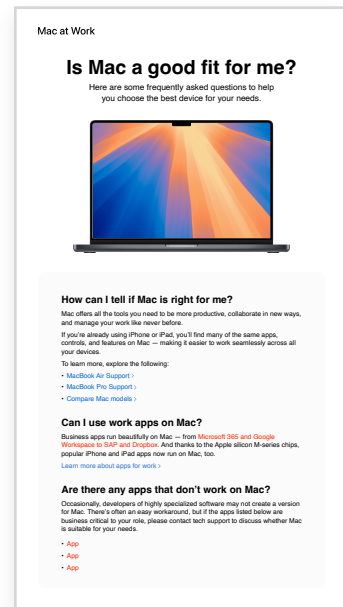 Mac at Work
Is Mac a good fit for me?
Here are some frequently asked questions to help
you choose the best device for your needs.
How can I tell if Mac is right for me?
Mac offers all the tools you need to be more productive, collaborate in new ways,
and manage your work like never before.
If you're already using iPhone or iPad, you'll find many of the same apps,
controls, and features on Mac — making it easier to work seamlessly across all
your devices.
To learn more, explore the following:
• MacBook Air Support >
• MacBook Pro Support >
• Compare Mac models >
Can I use work apps on Mac?
Business apps run beautifully on Mac — from Microsoft 365 and Google
Workspace to SAP and Dropbox. And thanks to the Apple silicon M-series chips,
popular iPhone and iPad apps now run on Mac, too.
Learn more about apps for work >
Are there any apps that don't work on Mac?
Occasionally, developers of highly specialized software may not create a version
for Mac. There's often an easy workaround, but if the apps listed below are
business critical to your role, please contact tech support to discuss whether Mac
is suitable for your needs.
• App
• App
• App